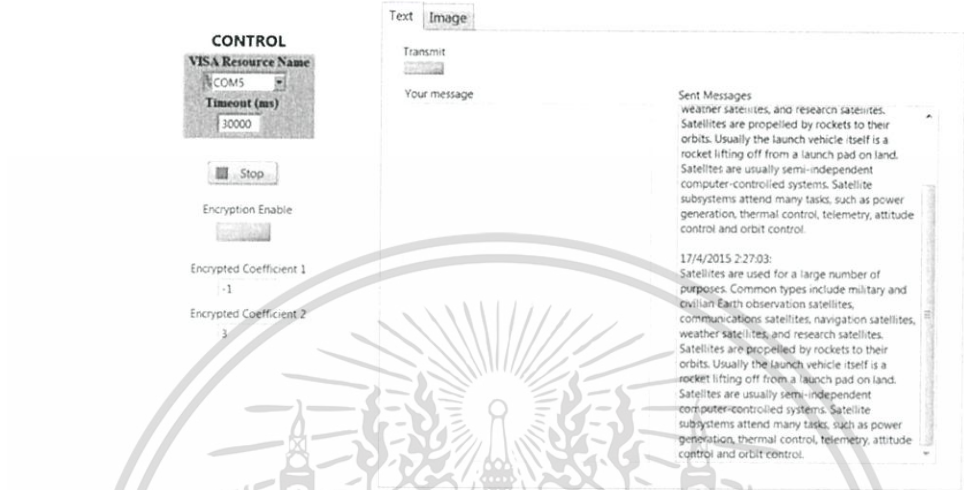 CONTROL
VISA Resource Name
COM5
Timeout (ms)
30000
Stop
Encryption Enable
Encrypted Coefficient 1
-1
Encrypted Coefficient 2
3
Text Image
Transmit
Your message
Sent Messages
weather satellites, and research satellites.
Satellites are propelled by rockets to their
orbits. Usually the launch vehicle itself is a
rocket lifting off from a launch pad on land.
Satellites are usually semi-independent
computer-controlled systems. Satellite
subsystems attend many tasks, such as power
generation, thermal control, telemetry, attitude
control and orbit control.
17/4/2015 2:27:03:
Satellites are used for a large number of
purposes. Common types include military and
civilian Earth observation satellites,
communications satellites, navigation satellites,
weather satellites, and research satellites.
Satellites are propelled by rockets to their
orbits. Usually the launch vehicle itself is a
rocket lifting off from a launch pad on land.
Satellites are usually semi-independent
computer-controlled systems. Satellite
subsystems attend many tasks, such as power
generation, thermal control, telemetry, attitude
control and orbit control.